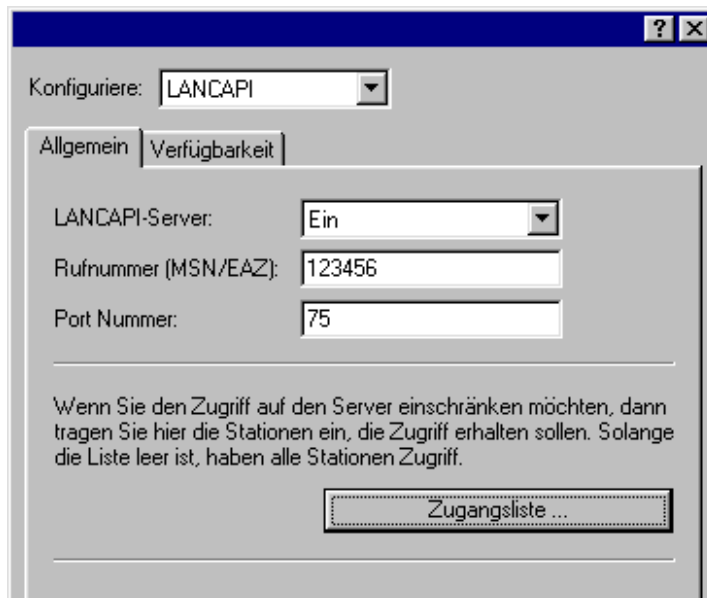 Konfiguriere: LANCAPI
Allgemein Verfügbarkeit
LANCAPI-Server: Ein
Rufnummer (MSN/EAZ): 123456
Port Nummer: 75
Wenn Sie den Zugriff auf den Server einschränken möchten, dann
tragen Sie hier die Stationen ein, die Zugriff erhalten sollen. Solange
die Liste leer ist, haben alle Stationen Zugriff.
Zugangsliste ...